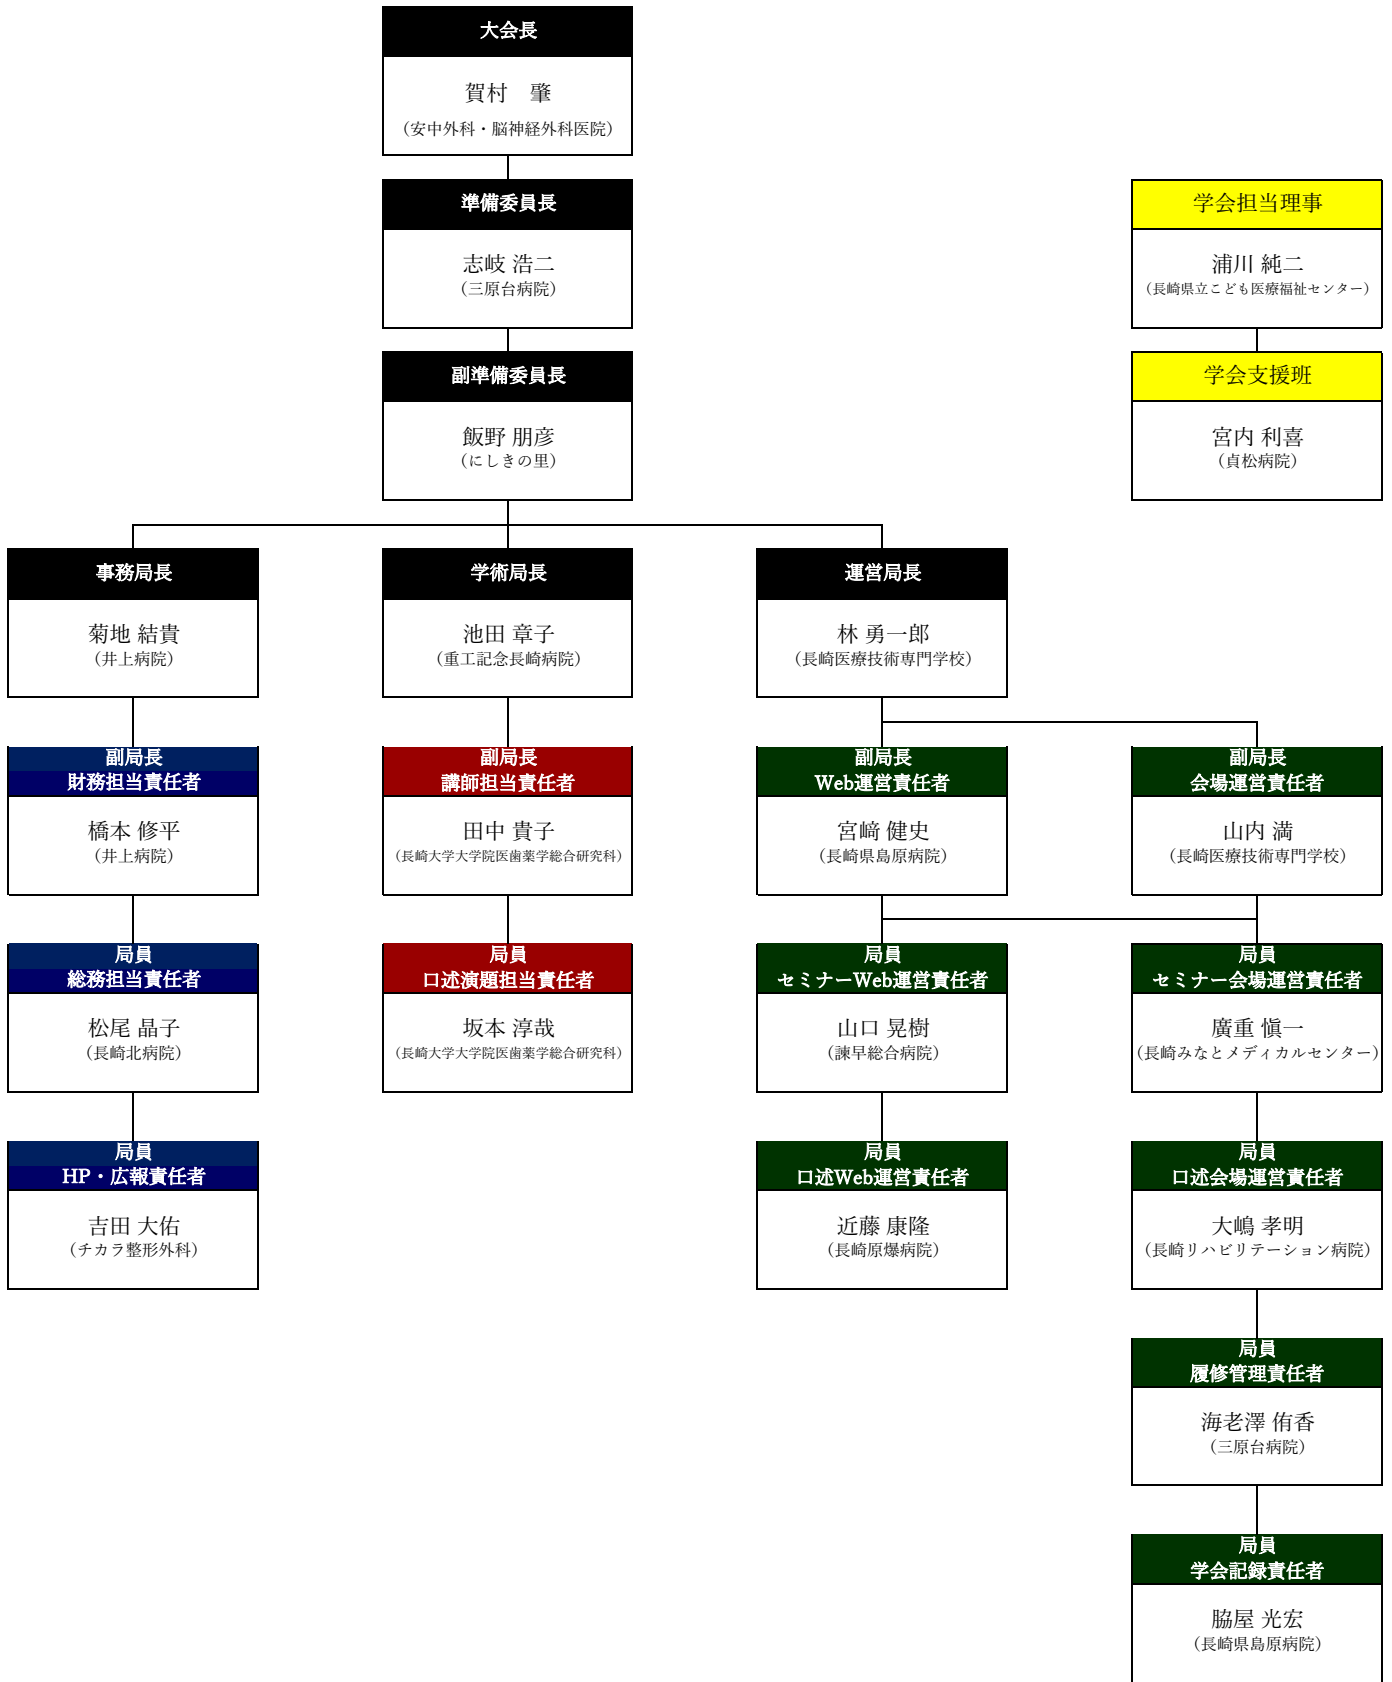 大会長
賀村　肇
（安中外科・脳神経外科医院）
準備委員長
志岐 浩二
（三原台病院）
学会担当理事
浦川 純二
（長崎県立こども医療福祉センター）
副準備委員長
飯野 朋彦
（にしきの里）
学会支援班
宮内 利喜
（貞松病院）
事務局長
菊地 結貴
（井上病院）
学術局長
池田 章子
（重工記念長崎病院）
運営局長
林 勇一郎
（長崎医療技術専門学校）
副局長
財務担当責任者
橋本 修平
（井上病院）
副局長
講師担当責任者
田中 貴子
（長崎大学大学院医歯薬学総合研究科）
副局長
Web運営責任者
宮﨑 健史
（長崎県島原病院）
副局長
会場運営責任者
山内 満
（長崎医療技術専門学校）
局員
総務担当責任者
松尾 晶子
（長崎北病院）
局員
口述演題担当責任者
坂本 淳哉
（長崎大学大学院医歯薬学総合研究科）
局員
セミナーWeb運営責任者
山口 晃樹
（諫早総合病院）
局員
セミナー会場運営責任者
廣重 愼一
（長崎みなとメディカルセンター）
局員
HP・広報責任者
吉田 大佑
（チカラ整形外科）
局員
口述Web運営責任者
近藤 康隆
（長崎原爆病院）
局員
口述会場運営責任者
大嶋 孝明
（長崎リハビリテーション病院）
局員
履修管理責任者
海老澤 侑香
（三原台病院）
局員
学会記録責任者
脇屋 光宏
（長崎県島原病院）